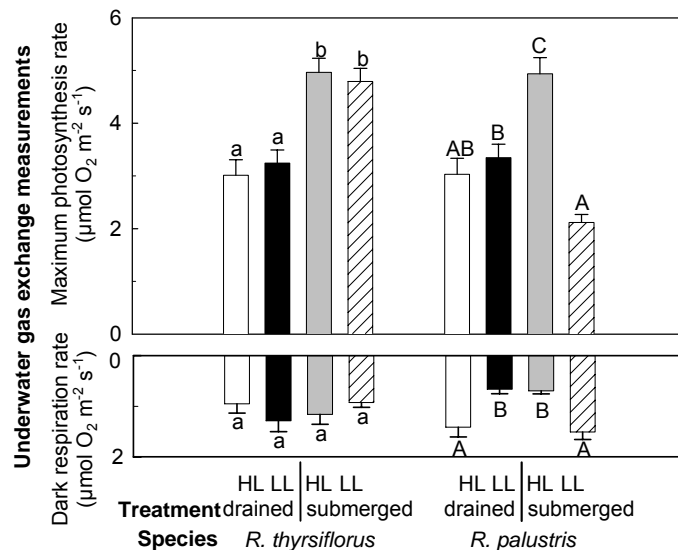 Underwater gas exchange measurements
Maximum photosynthesis rate
(µmol O₂ m⁻² s⁻¹)
6
4
2
0
a
a
b
b
AB
B
C
A
Dark respiration rate
(µmol O₂ m⁻² s⁻¹)
0
2
a
a
a
a
A
B
B
A
HL LL HL LL HL LL HL LL
Treatment drained submerged drained submerged
Species R. thyrsiflorus R. palustris